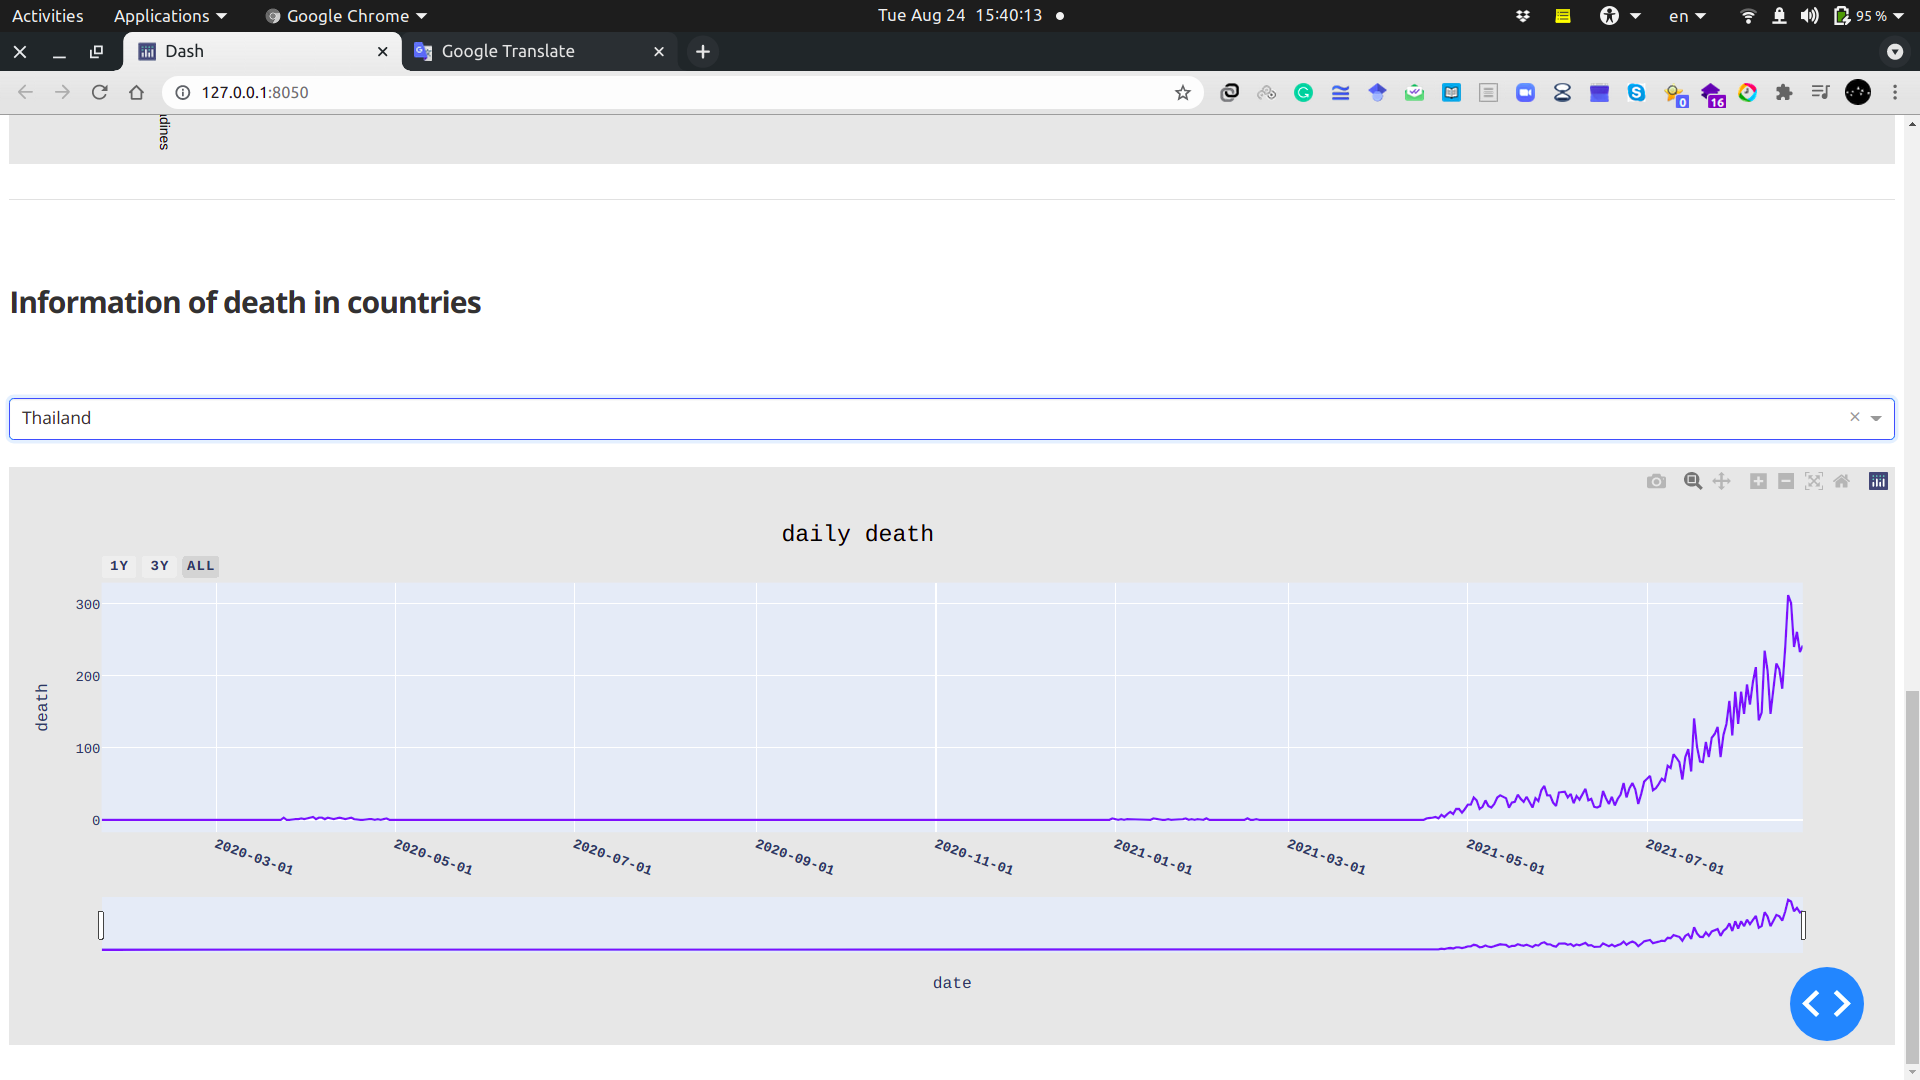 Activities Applications Google Chrome Tue Aug 24 15:40:13 en 95 %
Dash Google Translate
127.0.0.1:8050 0 16
dines
Information of death in countries
Thailand
daily death
1Y 3Y ALL
300
200
100
0
death
2020-03-01 2020-05-01 2020-07-01 2020-09-01 2020-11-01 2021-01-01 2021-03-01 2021-05-01 2021-07-01
date